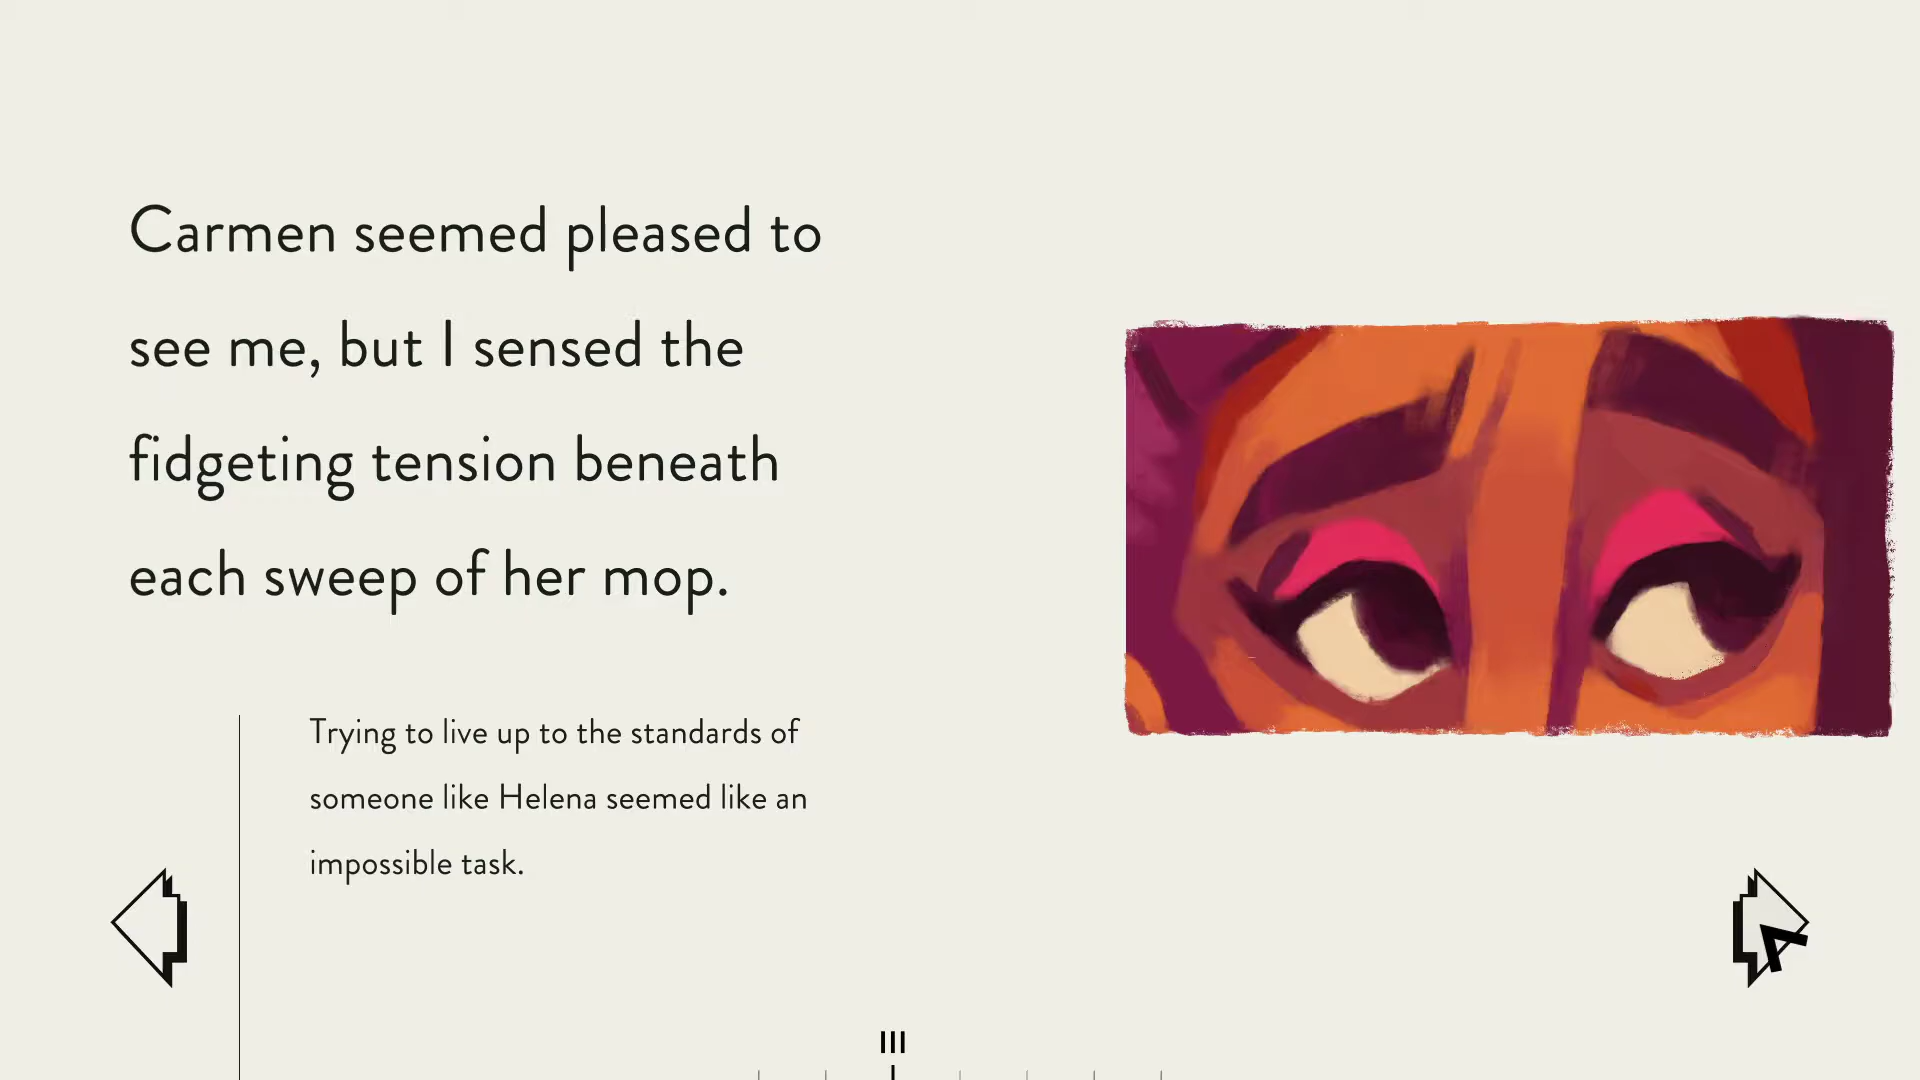 Carmen seemed pleased to
see me, but I sensed the
fidgeting tension beneath
each sweep of her mop.
Trying to live up to the standards of
someone like Helena seemed like an
impossible task.
III